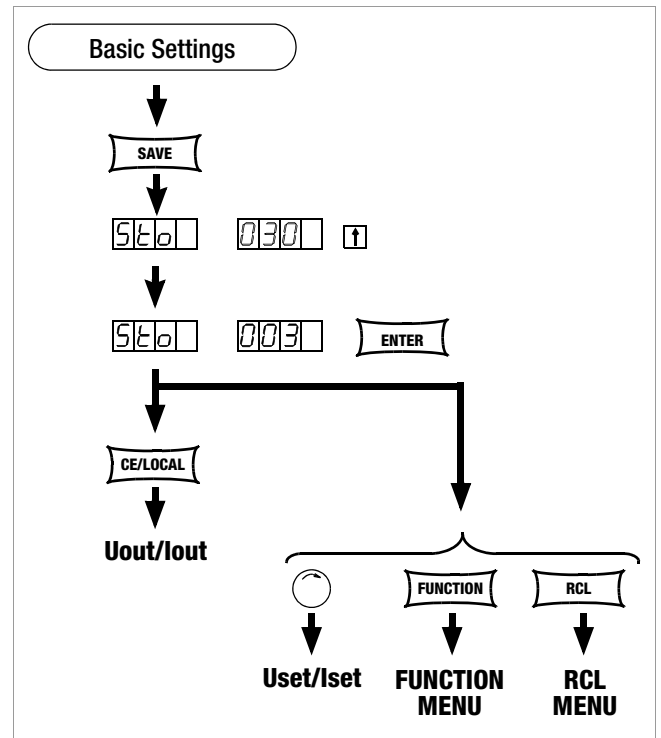 Basic Settings
SAVE
Sto 030
Sto 003 ENTER
CE/LOCAL
Uout/Iout
FUNCTION RCL
Uset/Iset FUNCTION RCL
MENU MENU